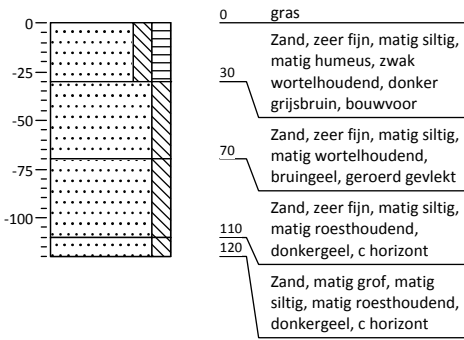 0
-25
-50
-75
-100
0 gras
Zand, zeer fijn, matig siltig,
matig humeus, zwak
wortelhoudend, donker
grijsbruin, bouwvoor
30
Zand, zeer fijn, matig siltig,
matig wortelhoudend,
bruingeel, geroerd gevlekt
70
Zand, zeer fijn, matig siltig,
matig roesthoudend,
donkergeel, c horizont
110
120
Zand, matig grof, matig
siltig, matig roesthoudend,
donkergeel, c horizont